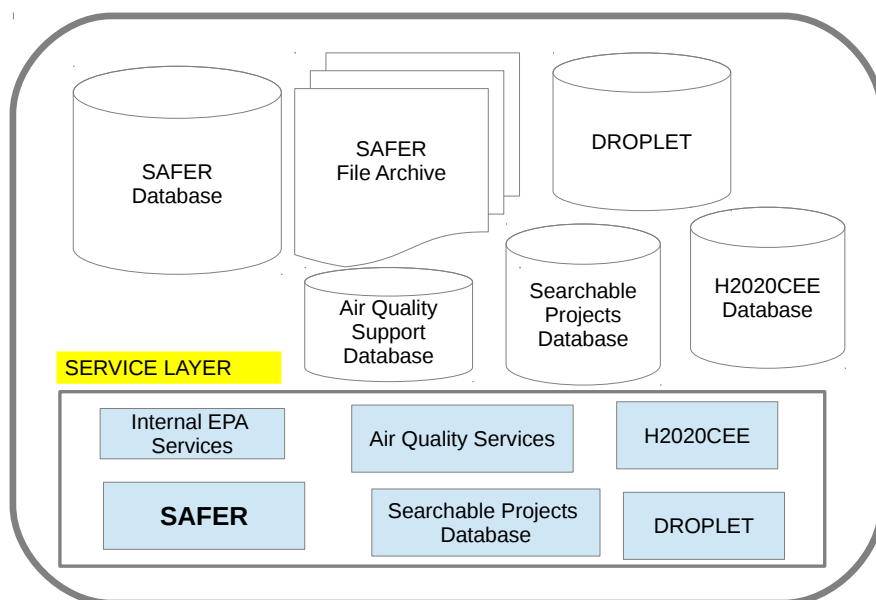 SAFER
Database
SAFER
File Archive
DROPLET
Air Quality
Support
Database
Searchable
Projects
Database
H2020CEE
Database
SERVICE LAYER
Internal EPA
Services
Air Quality Services
H2020CEE
SAFER
Searchable Projects
Database
DROPLET